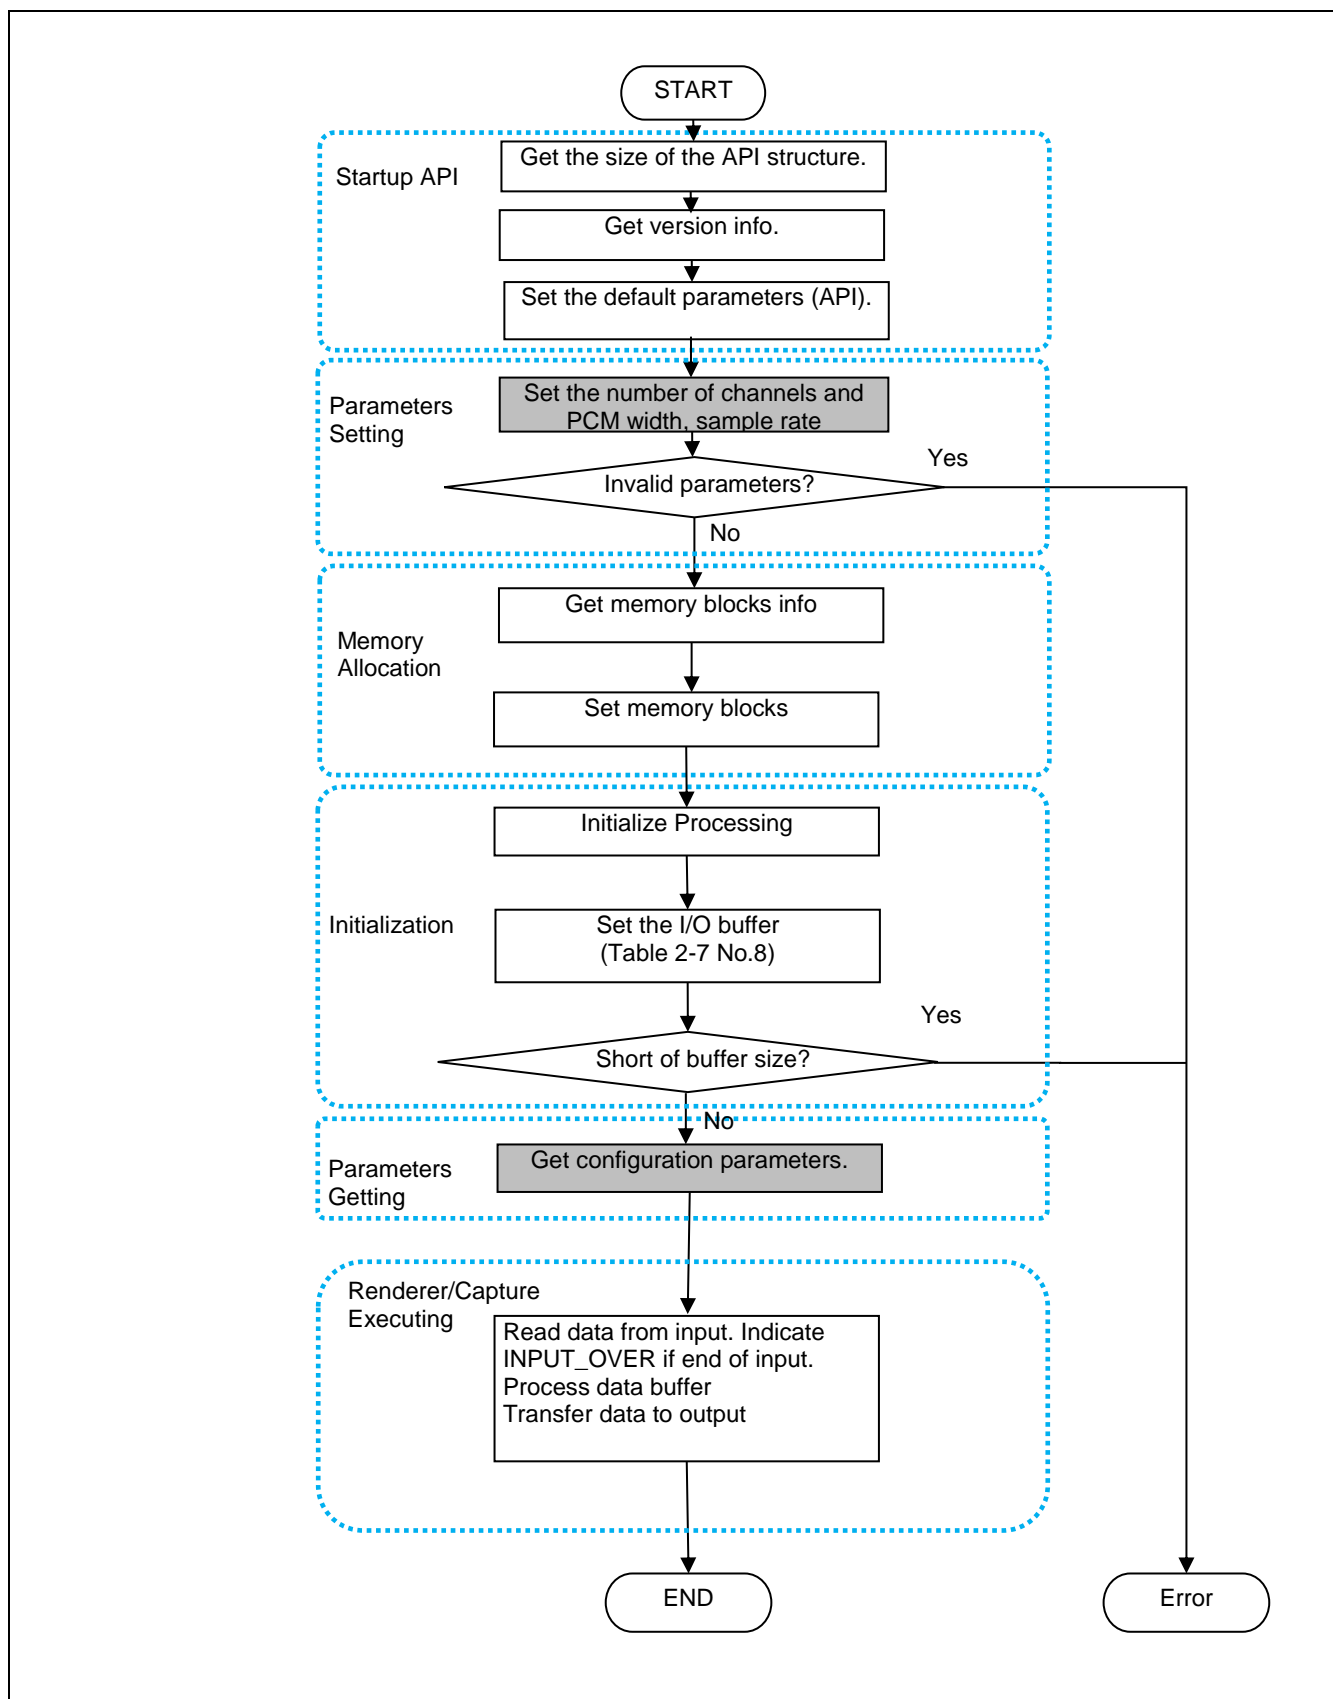 START
Startup API
Get the size of the API structure.
Get version info.
Set the default parameters (API).
Parameters
Setting
Set the number of channels and
PCM width, sample rate
Yes
Invalid parameters?
No
Memory
Allocation
Get memory blocks info
Set memory blocks
Initialization
Initialize Processing
Set the I/O buffer
(Table 2-7 No.8)
Yes
Short of buffer size?
No
Parameters
Getting
Get configuration parameters.
Renderer/Capture
Executing
Read data from input. Indicate
INPUT_OVER if end of input.
Process data buffer
Transfer data to output
END
Error